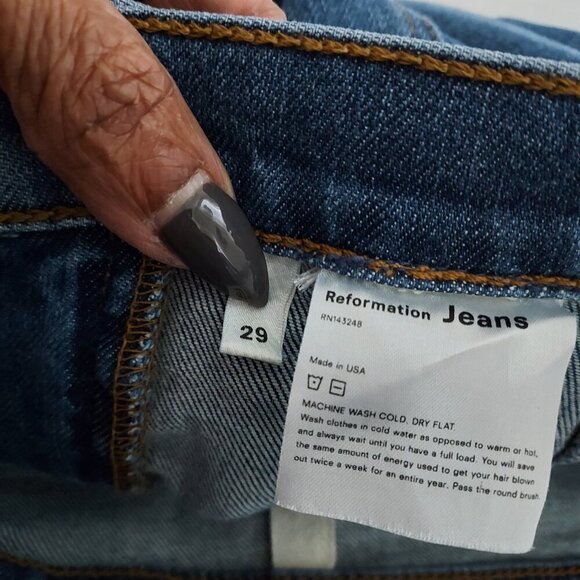 29
Reformation Jeans
RN143248
Made in USA
MACHINE WASH COLD, DRY FLAT
Wash clothes in cold water as opposed to warm or hot,
and always wait until you have a full load. You will save
the same amount of energy used to get your hair blown
out twice a week for an entire year. Pass the round brush.